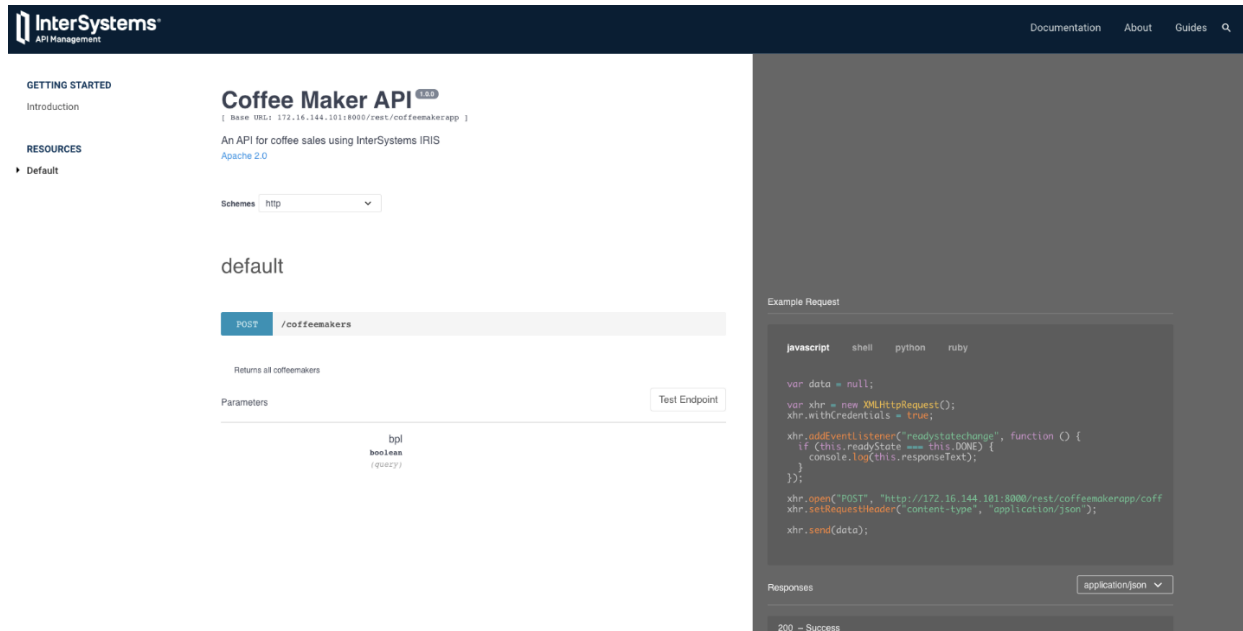 InterSystems®
API Management
Documentation About Guides
GETTING STARTED
Introduction
RESOURCES
Default
Coffee Maker API 1.0.0
[ Base URL: 172.16.144.101:8000/rest/coffeemakerapp ]
An API for coffee sales using InterSystems IRIS
Apache 2.0
Schemes http
default
POST /coffeemakers
Returns all coffeemakers
Parameters
Test Endpoint
bpl
boolean
(query)
Example Request
javascript shell python ruby
var data = null;
var xhr = new XMLHttpRequest();
xhr.withCredentials = true;
xhr.addEventListener("readystatechange", function () {
if (this.readyState === this.DONE) {
console.log(this.responseText);
}
});
xhr.open("POST", "http://172.16.144.101:8000/rest/coffeemakerapp/coff
xhr.setRequestHeader("content-type", "application/json");
xhr.send(data);
Responses
application/json
200 – Success